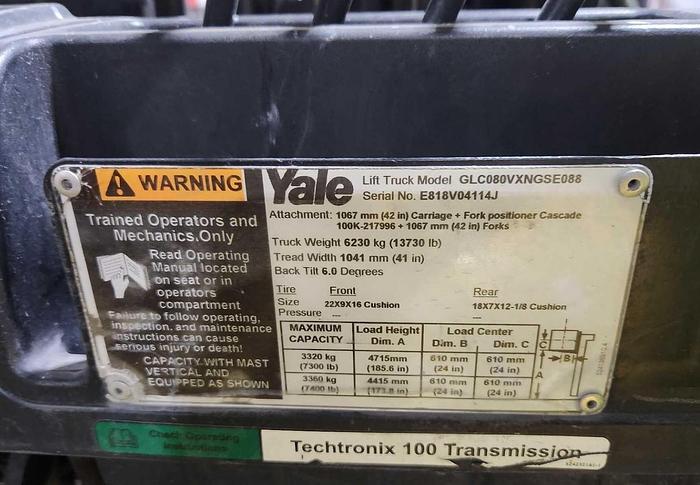 WARNING
Trained Operators and
Mechanics.Only
Read Operating
Manual located
on seat or in
operators
compartment
Failure to follow operating,
inspection, and maintenance
instructions can cause
serious injury or death!
CAPACITY WITH MAST
VERTICAL AND
EQUIPPED AS SHOWN
Yale Lift Truck Model GLC080VXNGSE088
Serial No. E818V04114J
Attachment: 1067 mm (42 in) Carriage + Fork positioner Cascade
100K-217996 + 1067 mm (42 in) Forks
Truck Weight 6230 kg (13730 lb)
Tread Width 1041 mm (41 in)
Back Tilt 6.0 Degrees
Tire Front Rear
Size 22X9X16 Cushion 18X7X12-1/8 Cushion
Pressure --- ---
MAXIMUM CAPACITY Load Height Dim. A Load Center Dim. B Dim. C
3320 kg 4715mm 610 mm 610 mm
(7300 lb) (185.6 in) (24 in) (24 in)
3360 kg 4415 mm 610 mm 610 mm
(7400 lb) (173.8 in) (24 in) (24 in)
C
B
A
Check Operating
Instructions
Techtronix 100 Transmission